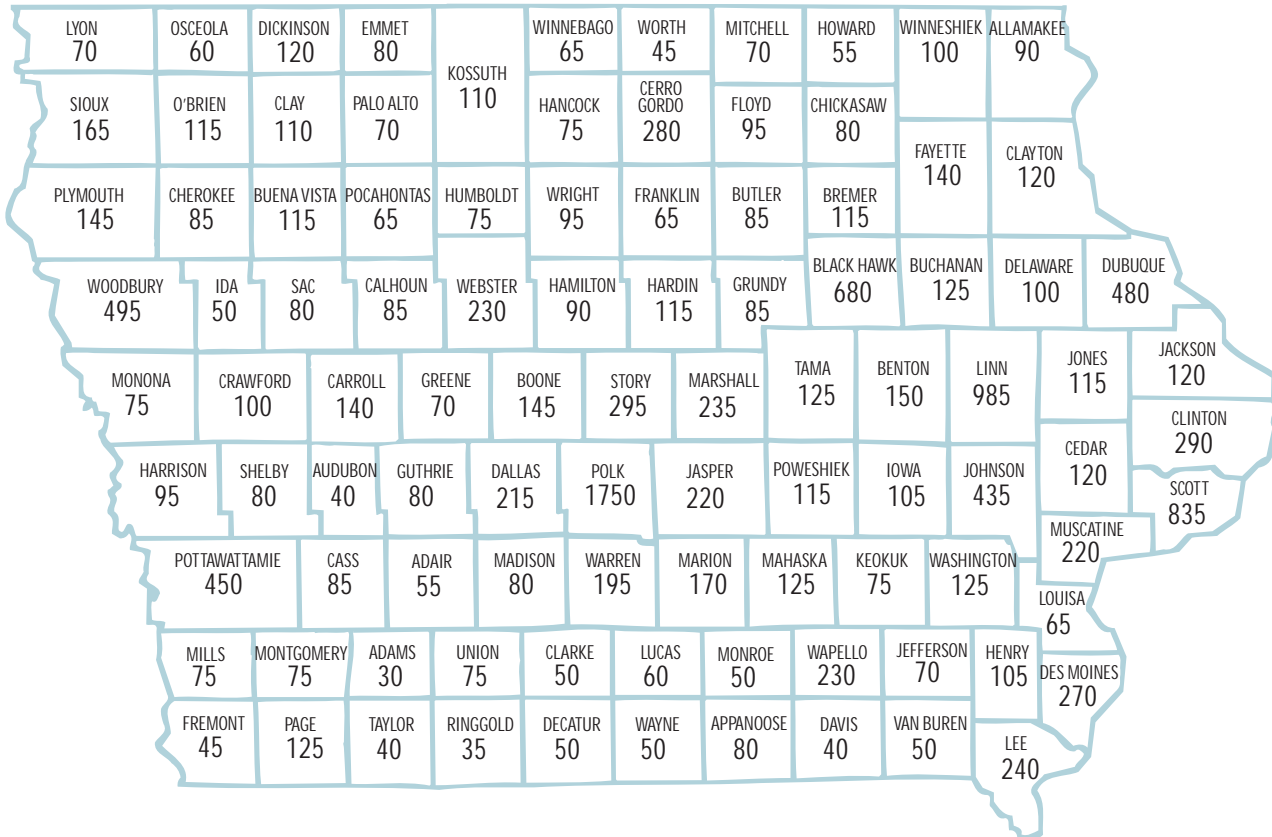 LYON
70
OSCEOLA
60
DICKINSON
120
EMMET
80
KOSSUTH
110
WINNEBAGO
65
WORTH
45
MITCHELL
70
HOWARD
55
WINNESHIEK
100
ALLAMAKEE
90
SIOUX
165
O'BRIEN
115
CLAY
110
PALO ALTO
70
HANCOCK
75
CERRO
GORDO
280
FLOYD
95
CHICKASAW
80
FAYETTE
140
CLAYTON
120
PLYMOUTH
145
CHEROKEE
85
BUENA VISTA
115
POCAHONTAS
65
HUMBOLDT
75
WRIGHT
95
FRANKLIN
65
BUTLER
85
BREMER
115
WOODBURY
495
IDA
50
SAC
80
CALHOUN
85
WEBSTER
230
HAMILTON
90
HARDIN
115
GRUNDY
85
BLACK HAWK
680
BUCHANAN
125
DELAWARE
100
DUBUQUE
480
MONONA
75
CRAWFORD
100
CARROLL
140
GREENE
70
BOONE
145
STORY
295
MARSHALL
235
TAMA
125
BENTON
150
LINN
985
JONES
115
JACKSON
120
CLINTON
290
HARRISON
95
SHELBY
80
AUDUBON
40
GUTHRIE
80
DALLAS
215
POLK
1750
JASPER
220
POWESHIEK
115
IOWA
105
JOHNSON
435
CEDAR
120
SCOTT
835
MUSCATINE
220
POTTAWATTAMIE
450
CASS
85
ADAIR
55
MADISON
80
WARREN
195
MARION
170
MAHASKA
125
KEOKUK
75
WASHINGTON
125
LOUISA
65
MILLS
75
MONTGOMERY
75
ADAMS
30
UNION
75
CLARKE
50
LUCAS
60
MONROE
50
WAPELLO
230
JEFFERSON
70
HENRY
105
DES MOINES
270
FREMONT
45
PAGE
125
TAYLOR
40
RINGGOLD
35
DECATUR
50
WAYNE
50
APPANOOSE
80
DAVIS
40
VAN BUREN
50
LEE
240